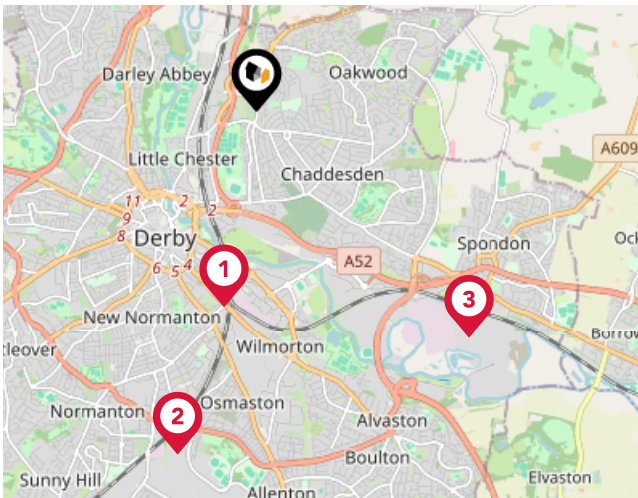 Darley Abbey
Oakwood
A609
Little Chester
Chaddesden
11
2
2
9
8
Derby
Spondon
A52
6
5
4
1
3
New Normanton
Wilmorton
Normanton
2
Osmaston
Alvaston
Boulton
Sunny Hill
Allenton
Elvaston